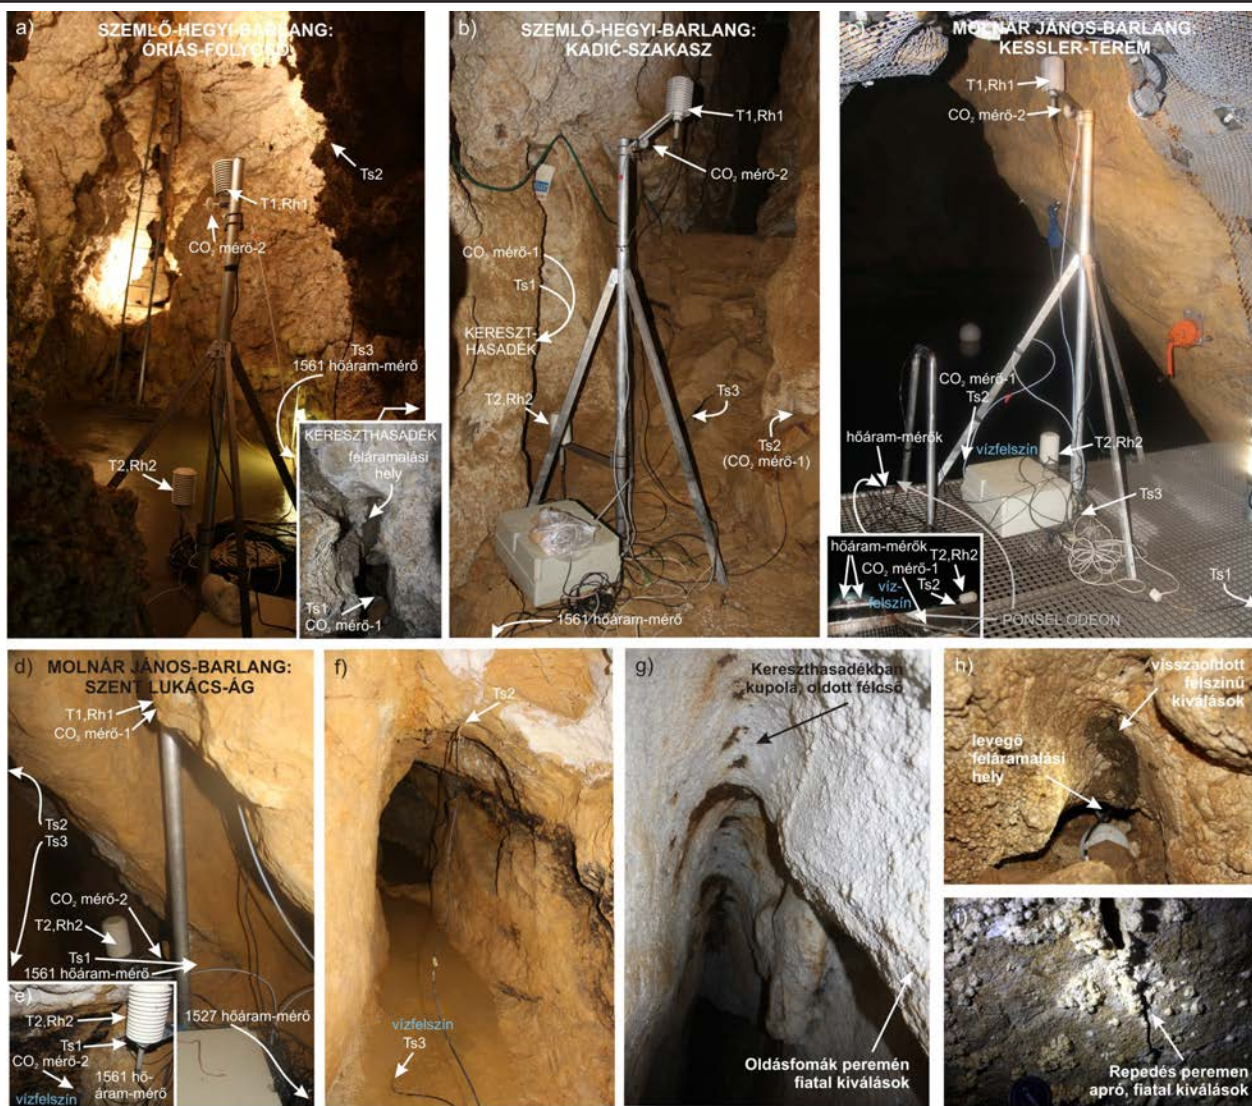 a)
SZEMLŐ-HEGYI-BARLANG:
ÓRIÁS-FOLYOSÓ
Ts2
T1,Rh1
CO₂ mérő-2
Ts3
1561 hőáram-mérő
T2,Rh2
KERESZTHASADÉK
feláramalási
hely
Ts1
CO₂ mérő-1
b)
SZEMLŐ-HEGYI-BARLANG:
KADIĆ-SZAKASZ
T1,Rh1
CO₂ mérő-2
CO₂ mérő-1
Ts1
KERESZT-
HASADÉK
T2,Rh2
Ts3
Ts2
(CO₂ mérő-1)
1561 hőáram-mérő
c)
MOLNÁR JÁNOS-BARLANG:
KESSLER-TEREM
T1,Rh1
CO₂ mérő-2
CO₂ mérő-1
Ts2
hőáram-mérők
vízfelszín
T2,Rh2
Ts3
hőáram-mérők
T2,Rh2
CO₂ mérő-1
Ts2
víz-
felszín
Ts1
PONSEL ODEON
d)
MOLNÁR JÁNOS-BARLANG:
SZENT LUKÁCS-ÁG
T1,Rh1
CO₂ mérő-1
Ts2
Ts3
CO₂ mérő-2
T2,Rh2
Ts1
1561 hőáram-mérő
e)
T2,Rh2
Ts1
CO₂ mérő-2
1561 hő-
áram-mérő
vízfelszín
1527 hőáram-mérő
f)
Ts2
vízfelszín
Ts3
g)
Kereszthasadékban
kupola, oldott félcső
Oldásfomák peremén
fiatal kiválások
h)
visszaoldott
felszínű
kiválások
levegő
feláramalási
hely
Repedés peremen
apró, fiatal kiválások